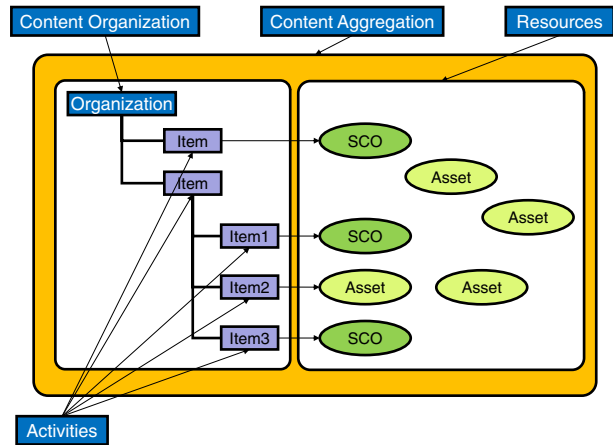 Content Organization
Content Aggregation
Resources
Organization
Item
SCO
Item
Asset
Asset
Item1
SCO
Item2
Asset
Asset
Item3
SCO
Activities